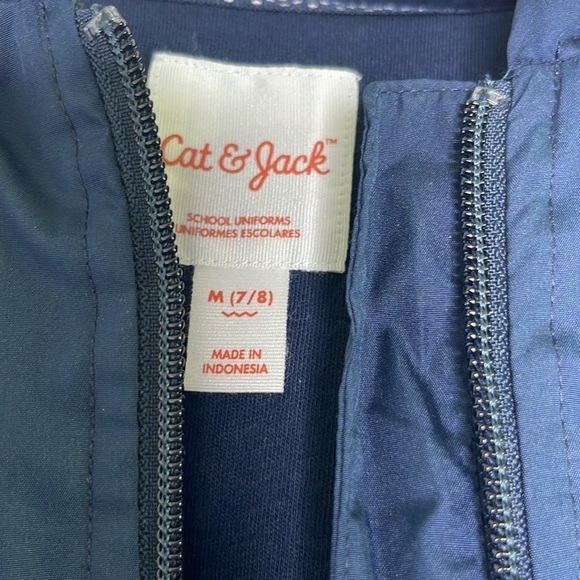 Cat & Jack™
SCHOOL UNIFORMS
UNIFORMES ESCOLARES
M (7/8)
MADE IN
INDONESIA